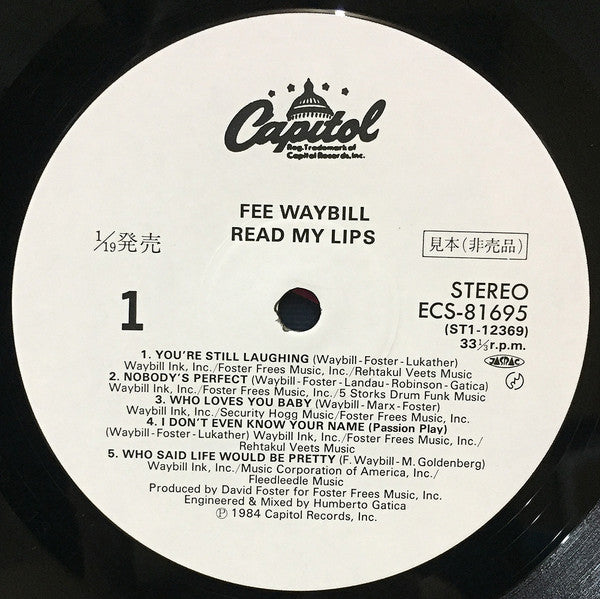 Capitol
Reg. Trademark of
Capitol Records, Inc.
FEE WAYBILL
READ MY LIPS
1/19発売
見本(非売品)
1
STEREO
ECS-81695
(ST1-12369)
33⅓r.p.m.
JASRAC
1. YOU'RE STILL LAUGHING (Waybill-Foster-Lukather)
Waybill Ink, Inc./Foster Frees Music, Inc./Rehtakul Veets Music
2. NOBODY'S PERFECT (Waybill-Foster-Landau-Robinson-Gatica)
Waybill Ink, Inc./Foster Frees Music, Inc./5 Storks Drum Funk Music
3. WHO LOVES YOU BABY (Waybill-Marx-Foster)
Waybill Ink, Inc./Security Hogg Music/Foster Frees Music, Inc.
4. I DON'T EVEN KNOW YOUR NAME (Passion Play)
(Waybill-Foster-Lukather) Waybill Ink, Inc./Foster Frees Music, Inc./
Rehtakul Veets Music
5. WHO SAID LIFE WOULD BE PRETTY (F. Waybill-M. Goldenberg)
Waybill Ink, Inc./Music Corporation of America, Inc./
Fleedleedle Music
Produced by David Foster for Foster Frees Music, Inc.
Engineered & Mixed by Humberto Gatica
℗ 1984 Capitol Records, Inc.